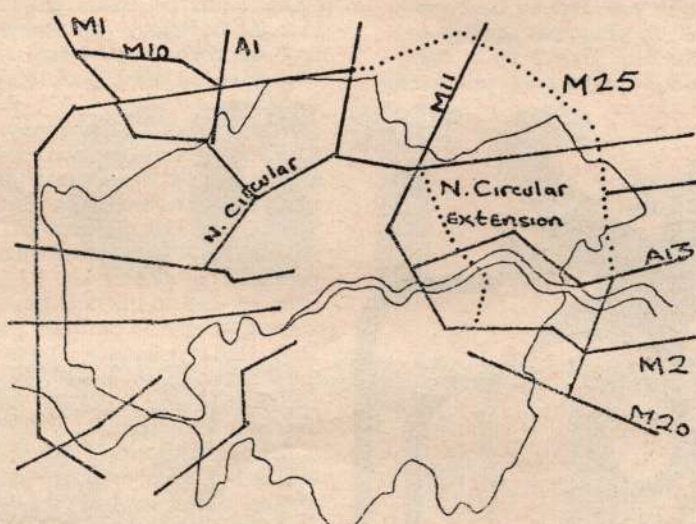 M1
M10
A1
M11
M25
N. Circular
N. Circular
Extension
A13
M2
M20